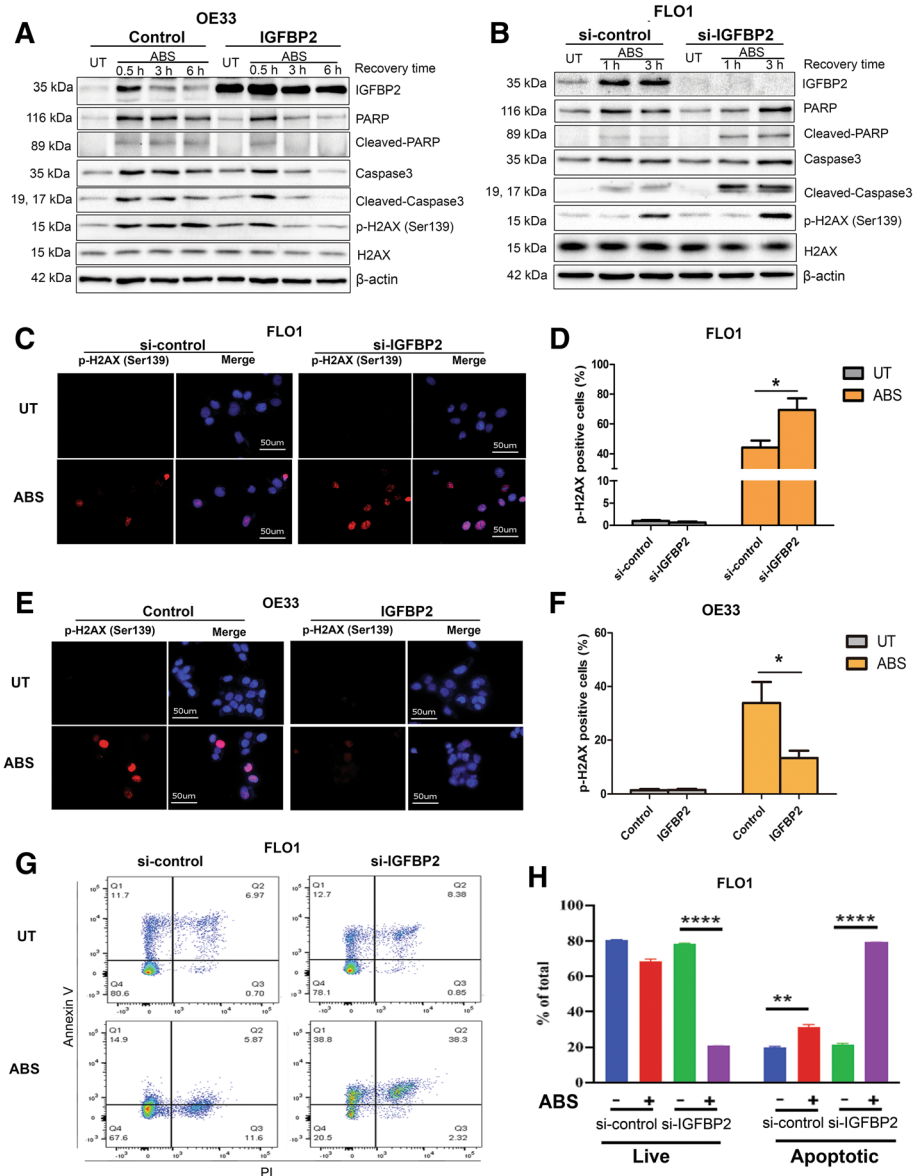 A
OE33
Control
IGFBP2
UT
ABS
UT
ABS
0.5 h 3 h 6 h
0.5 h 3 h 6 h
Recovery time
35 kDa
IGFBP2
116 kDa
PARP
89 kDa
Cleaved-PARP
35 kDa
Caspase3
19, 17 kDa
Cleaved-Caspase3
15 kDa
p-H2AX (Ser139)
15 kDa
H2AX
42 kDa
β-actin
B
FLO1
si-control
si-IGFBP2
UT
ABS
UT
ABS
1 h 3 h
1 h 3 h
Recovery time
35 kDa
IGFBP2
116 kDa
PARP
89 kDa
Cleaved-PARP
35 kDa
Caspase3
19, 17 kDa
Cleaved-Caspase3
15 kDa
p-H2AX (Ser139)
15 kDa
H2AX
42 kDa
β-actin
C
FLO1
si-control
si-IGFBP2
p-H2AX (Ser139)
Merge
p-H2AX (Ser139)
Merge
UT
50um
50um
ABS
50um
50um
D
FLO1
p-H2AX positive cells (%)
100
80
60
40
10
5
0
*
UT
ABS
si-control
si-IGFBP2
si-control
si-IGFBP2
E
OE33
Control
IGFBP2
p-H2AX (Ser139)
Merge
p-H2AX (Ser139)
Merge
UT
50um
50um
ABS
50um
50um
F
OE33
p-H2AX positive cells (%)
60
40
20
0
*
UT
ABS
Control
IGFBP2
Control
IGFBP2
G
FLO1
si-control
si-IGFBP2
UT
Q1
11.7
Q2
6.97
Q4
80.6
Q3
0.70
Q1
12.7
Q2
8.38
Q4
78.1
Q3
0.85
ABS
Q1
14.9
Q2
5.87
Q4
67.6
Q3
11.6
Q1
38.8
Q2
38.3
Q4
20.5
Q3
2.32
Annexin V
PI
H
FLO1
% of total
100
80
60
40
20
0
****
**
****
ABS
− + − +
− + − +
si-control si-IGFBP2
si-control si-IGFBP2
Live
Apoptotic